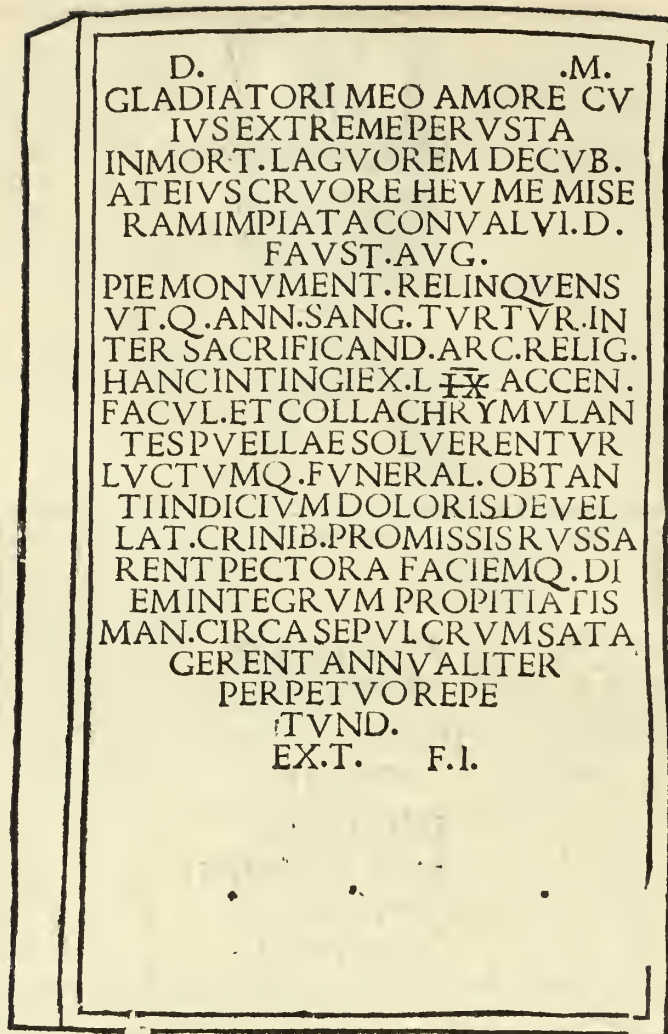 D. .M.
GLADIATORI MEO AMORE CV
IVS EXTREME PERVSTA
IN MORT. LAGVOREM DECVB.
AT EIVS CRVORE HEV ME MISE
RAM IMPIATA CONVALVI. D.
FAVST. AVG.
PIE MONVMENT. RELINQVENS
VT. Q. ANN. SANG. TVRTVR. IN
TER SACRIFICAND. ARC. RELIG.
HANC INTINGI EX. L IX ACCEN.
FACVL. ET COLLACHRYMVLAN
TES PVELLAE SOLVERENTVR
LVCTVMQ. FVNERAL. OBTAN
TI INDICIVM DOLORIS DEVEL
LAT. CRINIB. PROMISSIS RVSSA
RENT PECTORA FACIEMQ. DI
EM INTEGRVM PROPITIATIS
MAN. CIRCA SEPVLCRVM SATA
GERENT ANNVALITER
PERPETVO REPE
TVND.
EX. T. F. I.